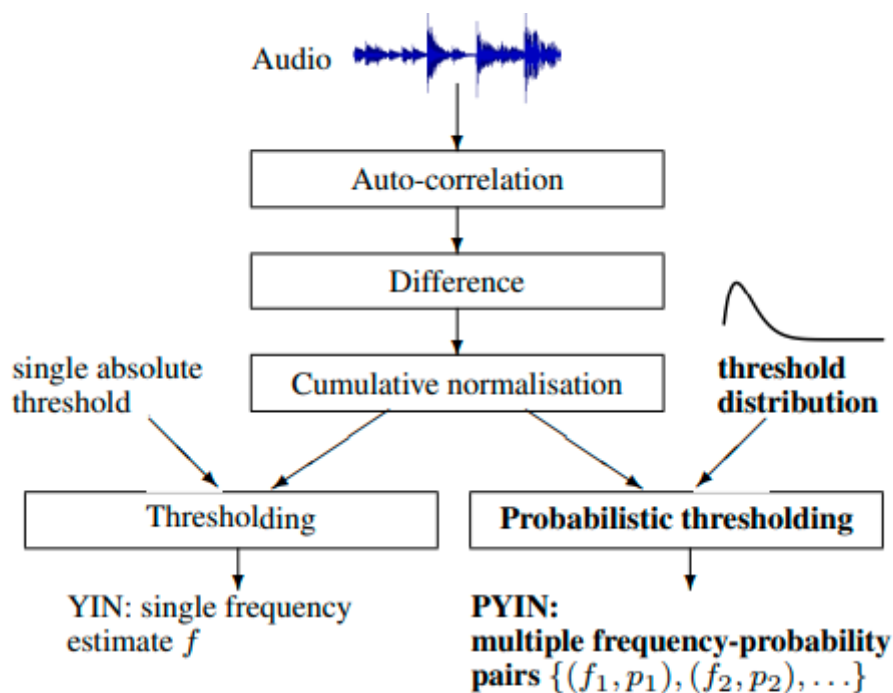 Audio
Auto-correlation
Difference
Cumulative normalisation
single absolute
threshold
threshold
distribution
Thresholding
Probabilistic thresholding
YIN: single frequency
estimate f
PYIN:
multiple frequency-probability
pairs {(f₁, p₁), (f₂, p₂), . . .}